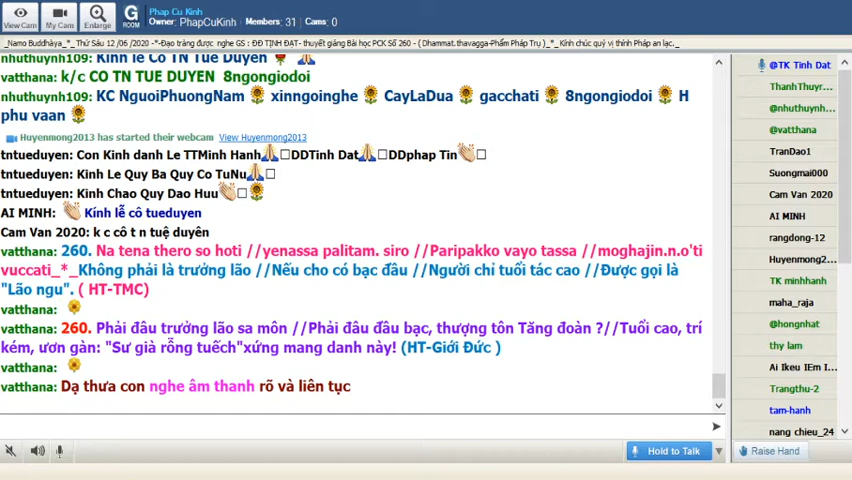 View Cam
My Cam
Enlarge
G
ROOM
Phap Cu Kinh
Owner: PhapCuKinh Members: 31 Cams: 0
_Namo Buddhàya_*_ Thứ Sáu 12 /06 /2020 -*-Đạo tràng được nghe GS : ĐĐ TỊNH ĐẠT- thuyết giảng Bài học PCK Số 260 - ( Dhammat.thavagga-Phẩm Pháp Trụ )_*_ Kính chúc quý vị thính Pháp an lạc._
nhuthuynh109: Kinh lễ Cô TN TUE DUYEN
vatthana: k/c CO TN TUE DUYEN 8ngongiodoi
nhuthuynh109: KC NguoiPhuongNam xinngoinghe CayLaDua gacchati 8ngongiodoi H
phu vaan
Huyenmong2013 has started their webcam View Huyenmong2013
tntueduyen: Con Kinh danh Le TTMinh Hanh DDTinh Dat DDphap Tin
tntueduyen: Kinh Le Quy Ba Quy Co TuNu
tntueduyen: Kinh Chao Quy Dao Huu
AI MINH: Kính lễ cô tueduyen
Cam Van 2020: k c cô t n tuệ duyên
vatthana: 260. Na tena thero so hoti //yenassa palitam. siro //Paripakko vayo tassa //moghajin.n.o'ti
vuccati_*_Không phải là trưởng lão //Nếu cho có bạc đầu //Người chỉ tuổi tác cao //Được gọi là
"Lão ngu". ( HT-TMC)
vatthana:
vatthana: 260. Phải đâu trưởng lão sa môn //Phải đâu đầu bạc, thượng tôn Tăng đoàn ?//Tuổi cao, trí
kém, ươn gàn: "Sư già rỗng tuếch"xứng mang danh này! (HT-Giới Đức )
vatthana:
vatthana: Dạ thưa con nghe âm thanh rõ và liên tục
@TK Tinh Dat
ThanhThuyr...
@nhuthuynh...
@vatthana
TranDao1
Suongmai000
Cam Van 2020
AI MINH
rangdong-12
Huyenmong2...
TK minhhanh
maha_raja
@hongnhat
thy lam
Ai Ikeu IEm I...
Trangthu-2
tam-hanh
nang chieu_24
Hold to Talk
Raise Hand